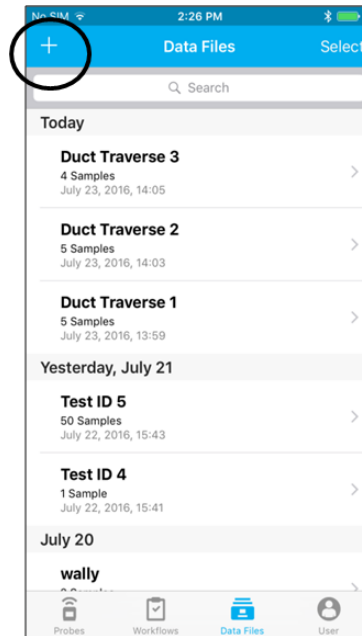 No SIM 2:26 PM
+ Data Files Select
Search
Today
Duct Traverse 3
4 Samples
July 23, 2016, 14:05
Duct Traverse 2
5 Samples
July 23, 2016, 14:03
Duct Traverse 1
5 Samples
July 23, 2016, 13:59
Yesterday, July 21
Test ID 5
50 Samples
July 22, 2016, 15:43
Test ID 4
1 Sample
July 22, 2016, 15:41
July 20
wally
Probes Workflows Data Files User